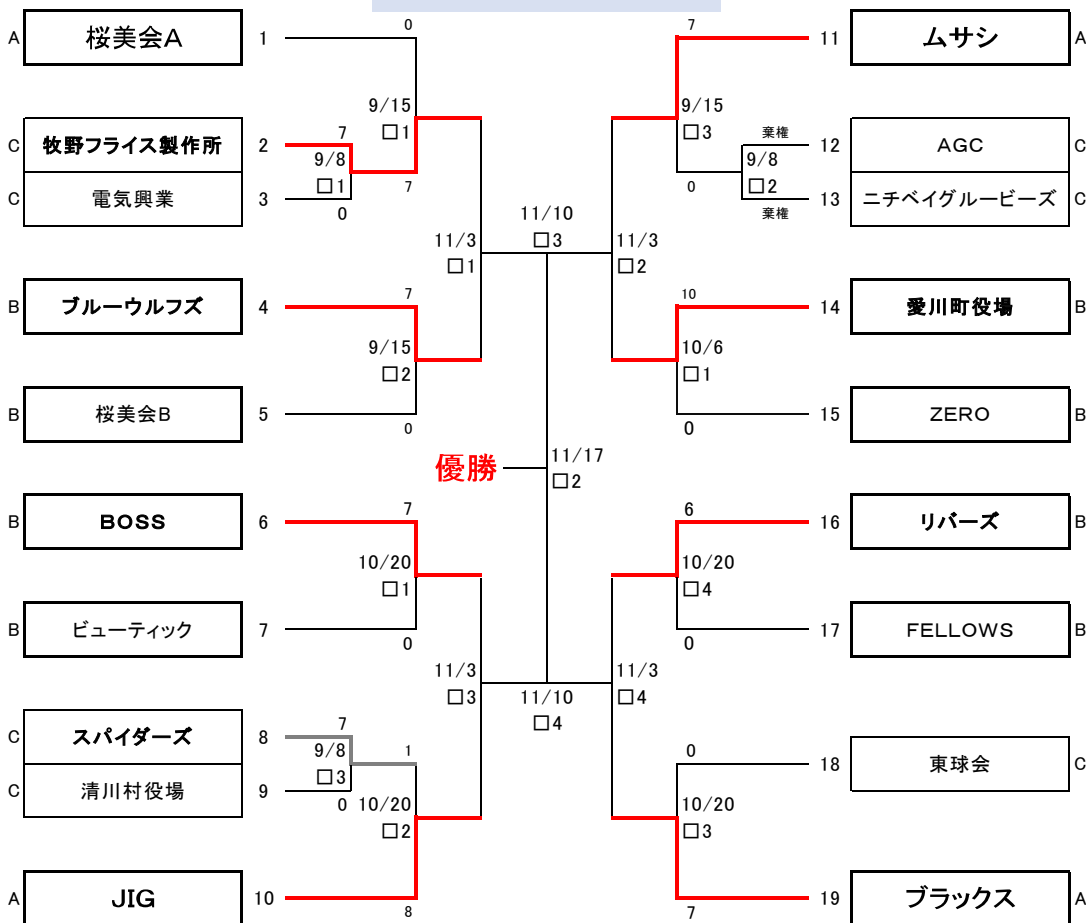 A 桜美会A 1
0
9/15
□1
C 牧野フライス製作所 2
7
9/8
□1
7
C 電気興業 3
0
11/3
□1
B ブルーウルフズ 4
7
9/15
□2
B 桜美会B 5
0
11/10
□3
優勝
11/17
□2
B BOSS 6
7
10/20
□1
B ビューティック 7
0
11/3
□3
C スパイダーズ 8
7
9/8
□3
1
C 清川村役場 9
0
10/20
□2
A JIG 10
8
11/10
□4
7
11 ムサシ A
9/15
□3
棄権
12 AGC C
9/8
□2
0
13 ニチベイグルービーズ C
棄権
11/3
□2
10
14 愛川町役場 B
10/6
□1
15 ZERO B
0
6
16 リバーズ B
10/20
□4
17 FELLOWS B
0
11/3
□4
0
18 東球会 C
10/20
□3
19 ブラックス A
7